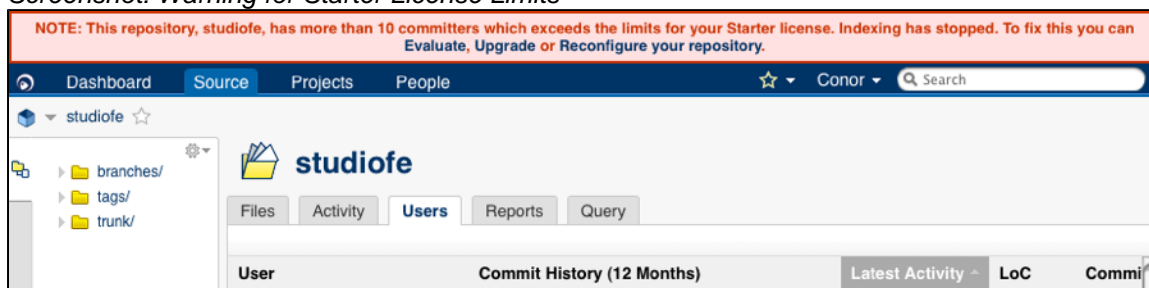 Screenshot: Warning for Starter License Limits
NOTE: This repository, studiofe, has more than 10 committers which exceeds the limits for your Starter license. Indexing has stopped. To fix this you can
Evaluate, Upgrade or Reconfigure your repository.
Dashboard Source Projects People Conor Search
studiofe
branches/
tags/
trunk/
studiofe
Files Activity Users Reports Query
User Commit History (12 Months) Latest Activity LoC Commi